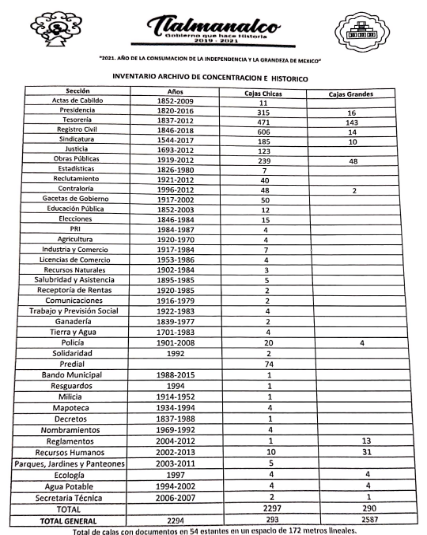 Tlalmanalco
Gobierno que hace Historia
2019 - 2021
"2021. AÑO DE LA CONSUMACION DE LA INDEPENDENCIA Y LA GRANDEZA DE MEXICO"
INVENTARIO ARCHIVO DE CONCENTRACION E HISTORICO
Sección Años Cajas Chicas Cajas Grandes
Actas de Cabildo 1852-2009 11
Presidencia 1820-2016 315 16
Tesorería 1837-2012 471 143
Registro Civil 1846-2018 606 14
Sindicatura 1544-2017 185 10
Justicia 1693-2012 123
Obras Públicas 1919-2012 239 48
Estadísticas 1826-1980 7
Reclutamiento 1921-2012 40
Contraloría 1996-2012 48 2
Gacetas de Gobierno 1917-2002 50
Educación Pública 1852-2003 12
Elecciones 1846-1984 15
PRI 1984-1987 4
Agricultura 1920-1970 4
Industria y Comercio 1917-1984 7
Licencias de Comercio 1953-1986 4
Recursos Naturales 1902-1984 3
Salubridad y Asistencia 1895-1985 5
Receptoría de Rentas 1920-1985 2
Comunicaciones 1916-1979 2
Trabajo y Previsión Social 1922-1983 4
Ganadería 1839-1977 2
Tierra y Agua 1701-1983 4
Policía 1901-2008 20 4
Solidaridad 1992 2
Predial 74
Bando Municipal 1988-2015 1
Resguardos 1994 1
Milicia 1914-1952 1
Mapoteca 1934-1994 4
Decretos 1837-1988 1
Nombramientos 1969-1992 4
Reglamentos 2004-2012 1 13
Recursos Humanos 2002-2013 10 31
Parques, Jardines y Panteones 2003-2011 5
Ecología 1997 4 4
Agua Potable 1994-2002 4 4
Secretaria Técnica 2006-2007 2 1
TOTAL 2297 290
TOTAL GENERAL 2294 293 2587
Total de cajas con documentos en 54 estantes en un espacio de 172 metros lineales.